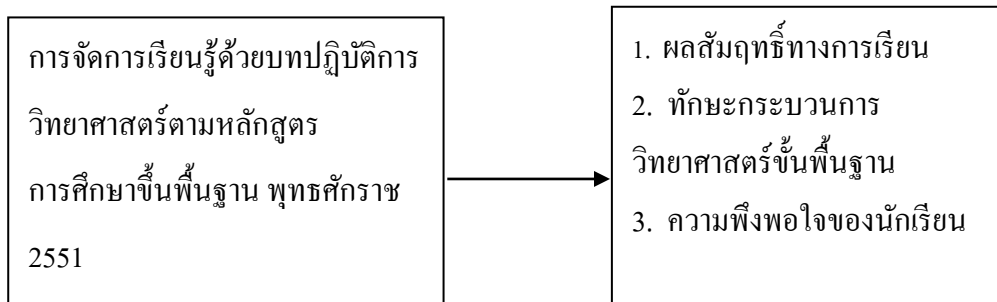 การจัดการเรียนรู้ด้วยบทปฏิบัติการ
วิทยาศาสตร์ตามหลักสูตร
การศึกษาขึ้นพื้นฐาน พุทธศักราช
2551
1. ผลสัมฤทธิ์ทางการเรียน
2. ทักษะกระบวนการ
วิทยาศาสตร์ขั้นพื้นฐาน
3. ความพึงพอใจของนักเรียน